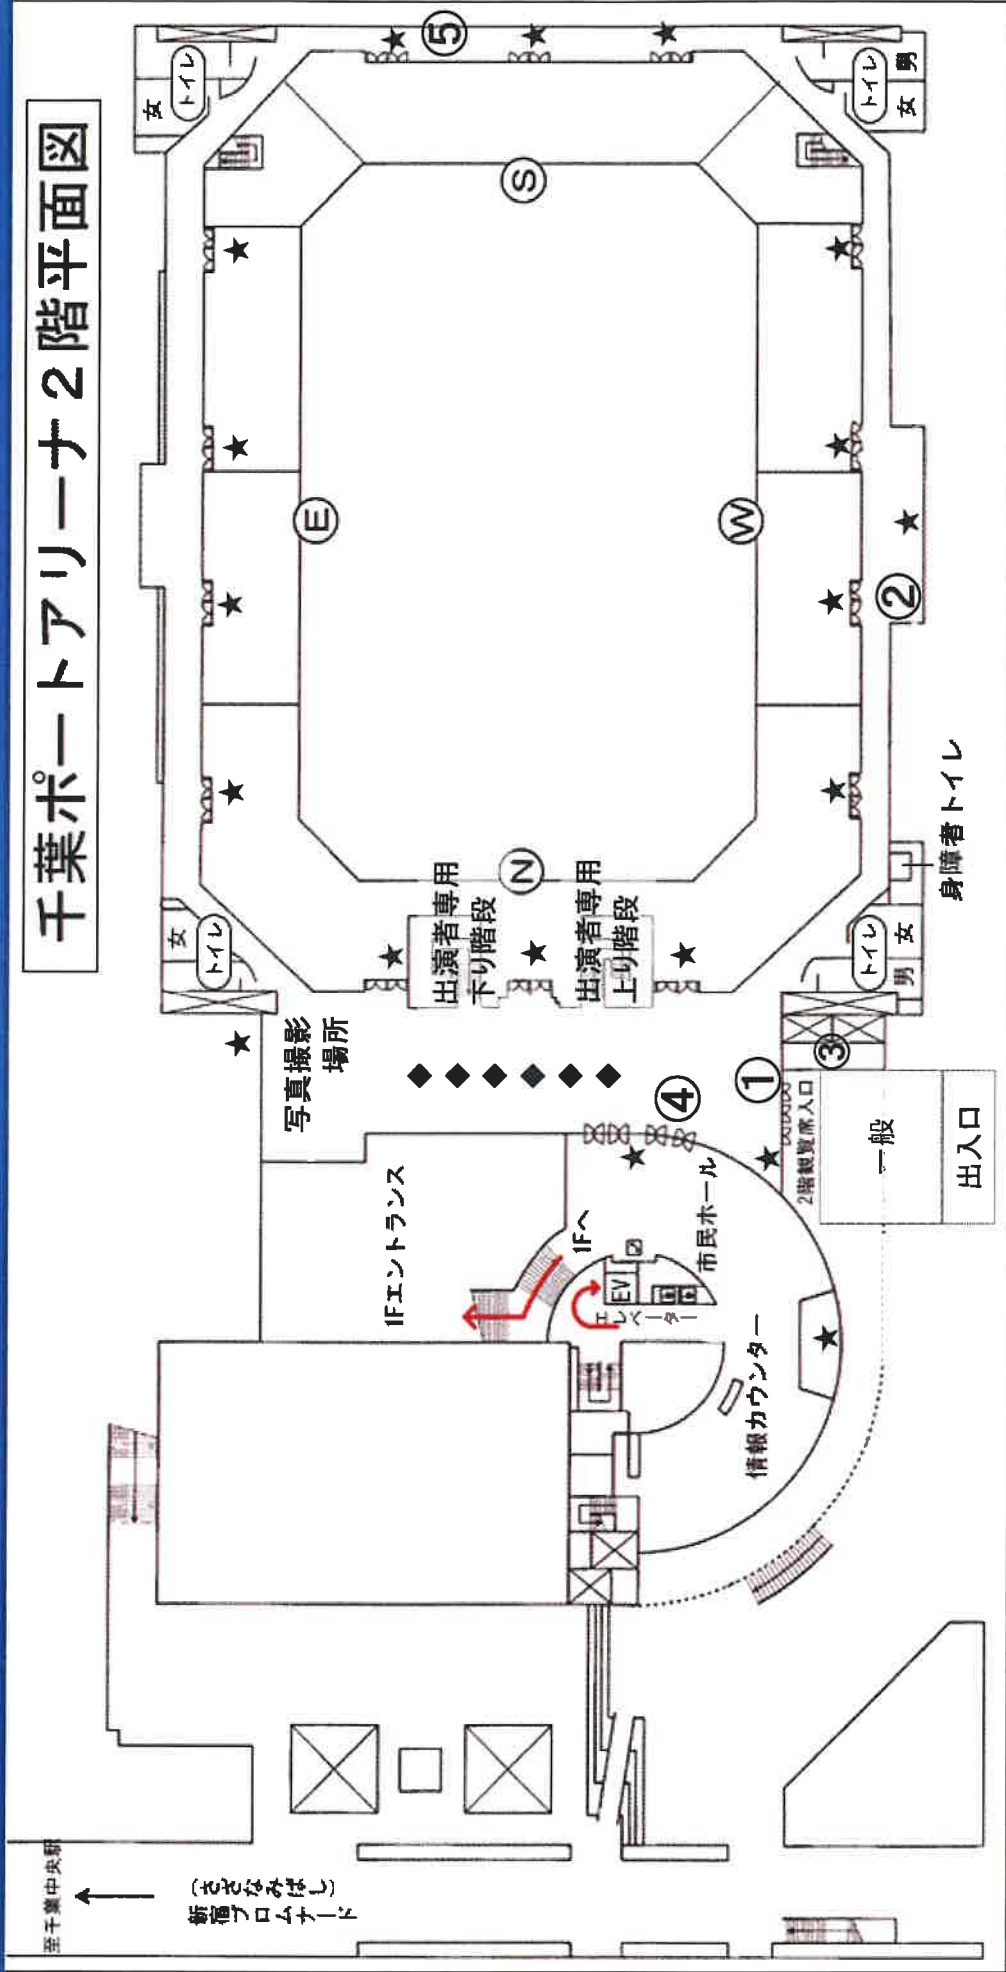 千葉ポートアリーナ２階平面図
至千葉中央駅
(さざなみはし)
新宿プロムナード
女
トイレ
写真撮影
場所
1Fエントランス
1Fへ
EV
エレベーター
市民ホール
情報カウンター
出演者専用
下り階段
出演者専用
上り階段
N
E
S
W
女
トイレ
⑤
トイレ
男
女
②
身障者トイレ
トイレ
男
女
③
①
④
2階観覧席入口
一般
出入口